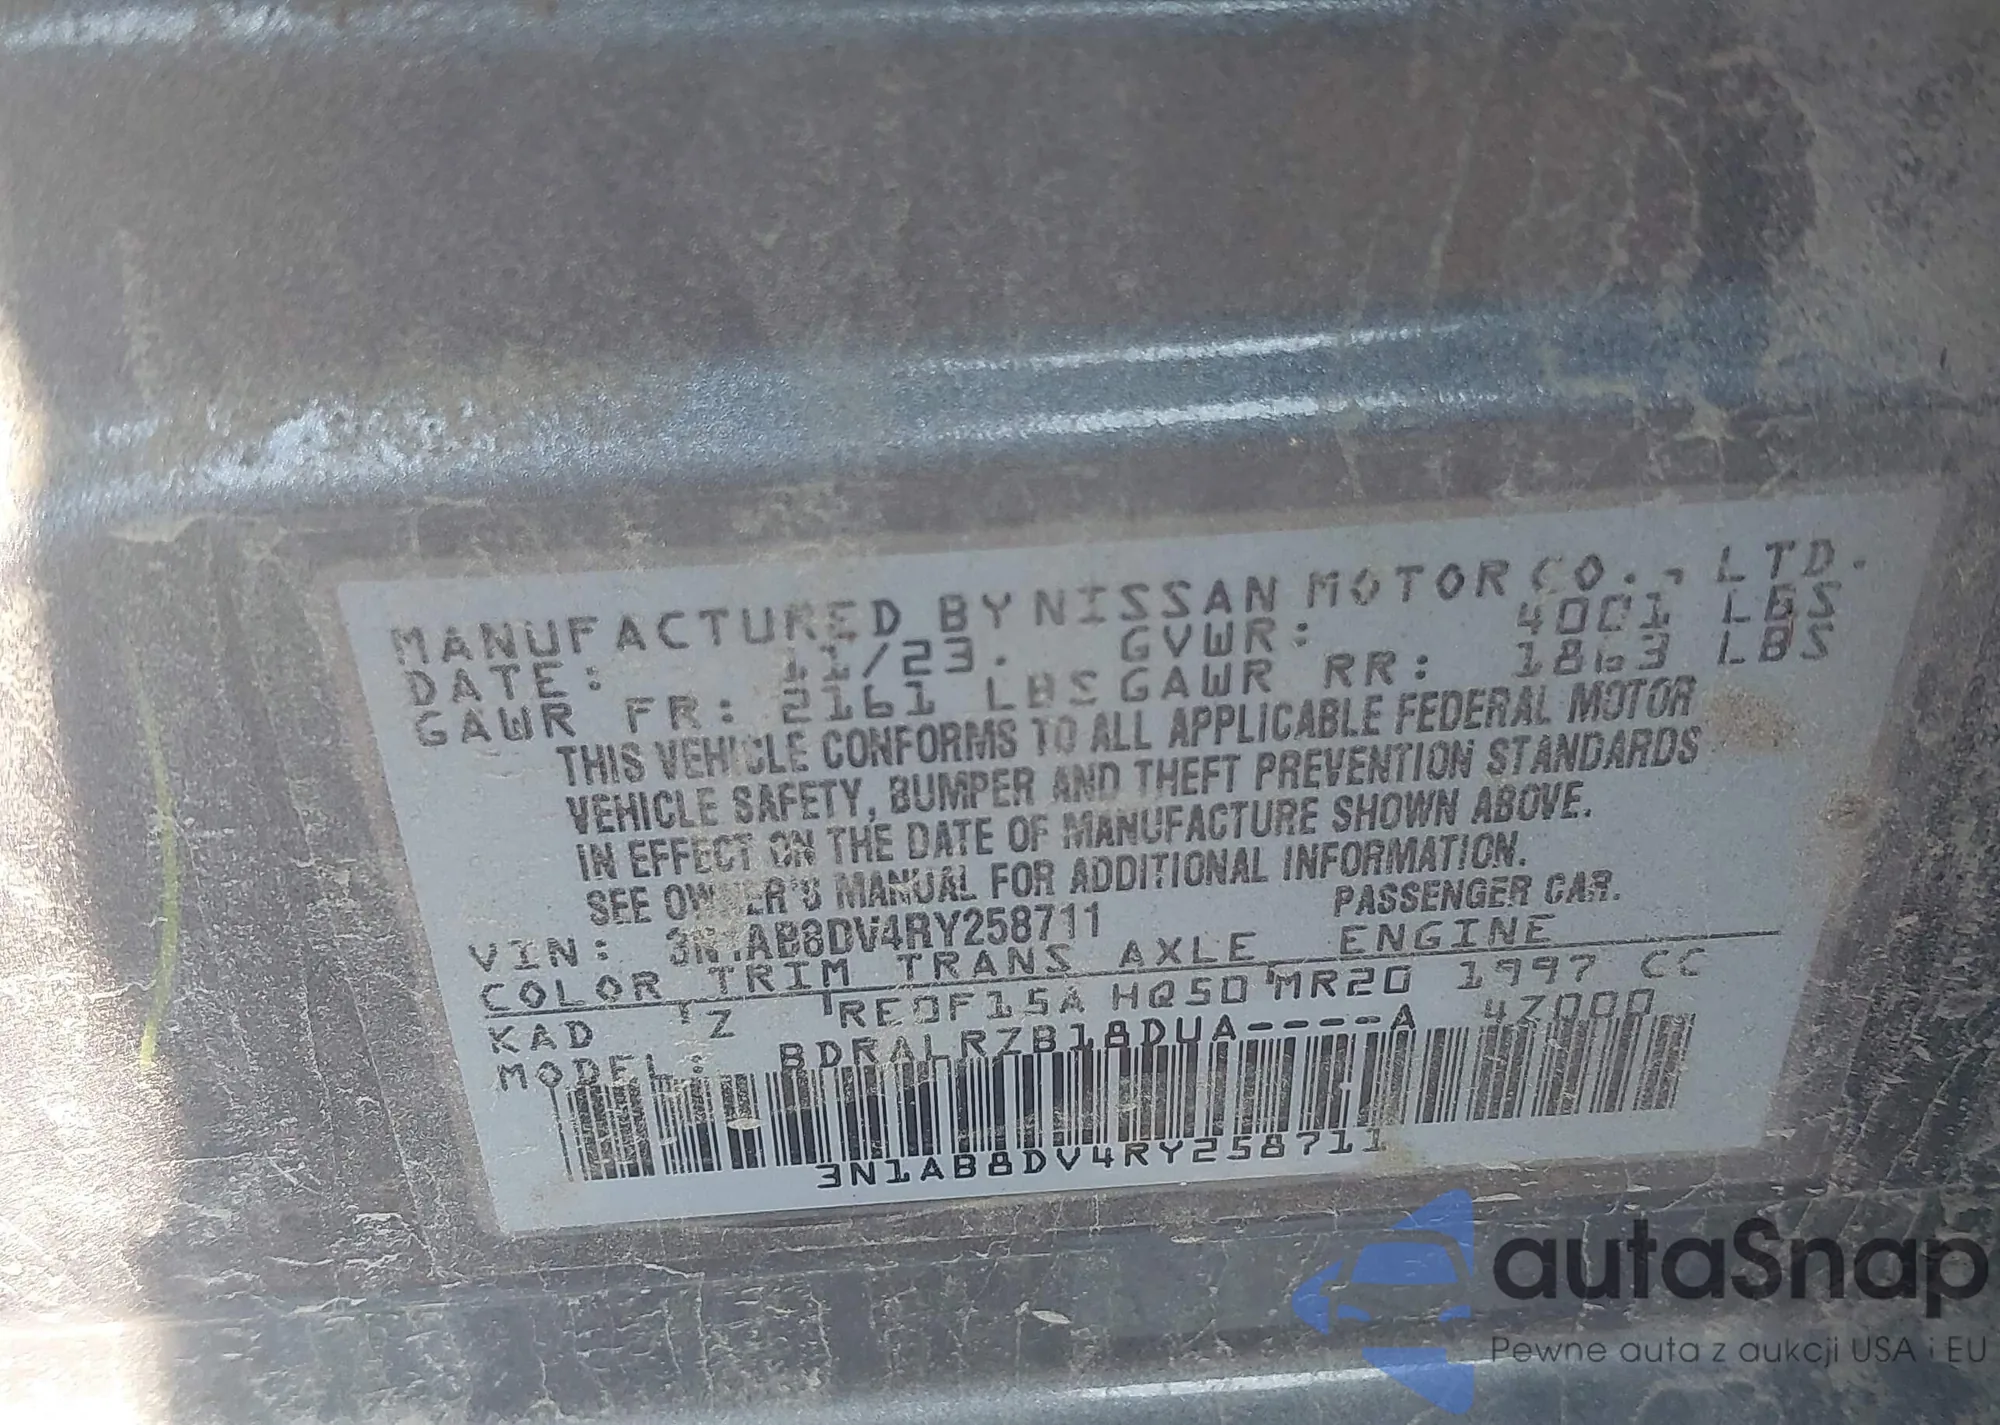 MANUFACTURED BY NISSAN MOTOR CO., LTD.
DATE: 11/23. GVWR: 4001 LBS
GAWR FR: 2161 LBS GAWR RR: 1863 LBS
THIS VEHICLE CONFORMS TO ALL APPLICABLE FEDERAL MOTOR
VEHICLE SAFETY, BUMPER AND THEFT PREVENTION STANDARDS
IN EFFECT ON THE DATE OF MANUFACTURE SHOWN ABOVE.
SEE OWNER'S MANUAL FOR ADDITIONAL INFORMATION.
VIN: 3N1AB8DV4RY258711 PASSENGER CAR.
COLOR TRIM TRANS AXLE ENGINE
KAD Z RE0F15A HQ50 MR20 1997 CC
MODEL: BDRALRZB18DUA----A 4Z000
3N1AB8DV4RY258711
autaSnap
Pewne auta z aukcji USA i EU